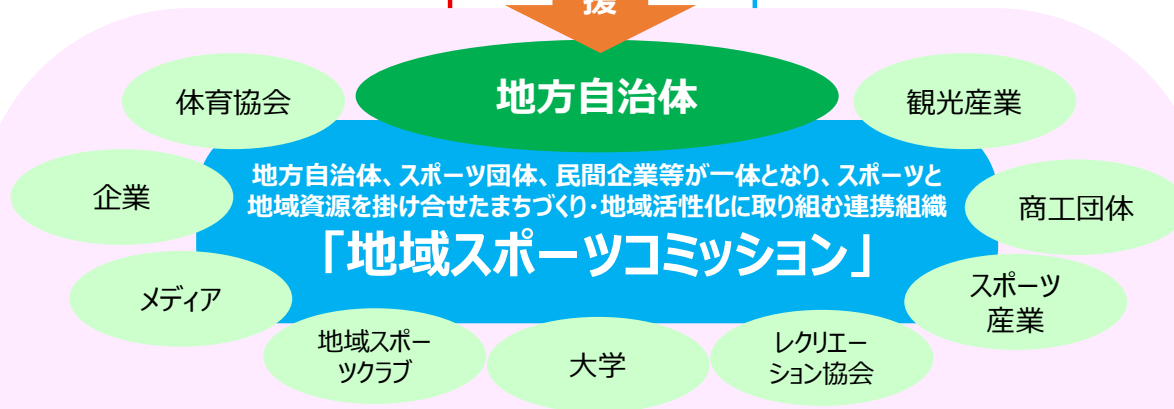 援
地方自治体
体育協会
観光産業
地方自治体、スポーツ団体、民間企業等が一体となり、スポーツと
地域資源を掛け合せたまちづくり・地域活性化に取り組む連携組織
「地域スポーツコミッション」
企業
商工団体
メディア
スポーツ
産業
地域スポー
ツクラブ
大学
レクリエー
ション協会